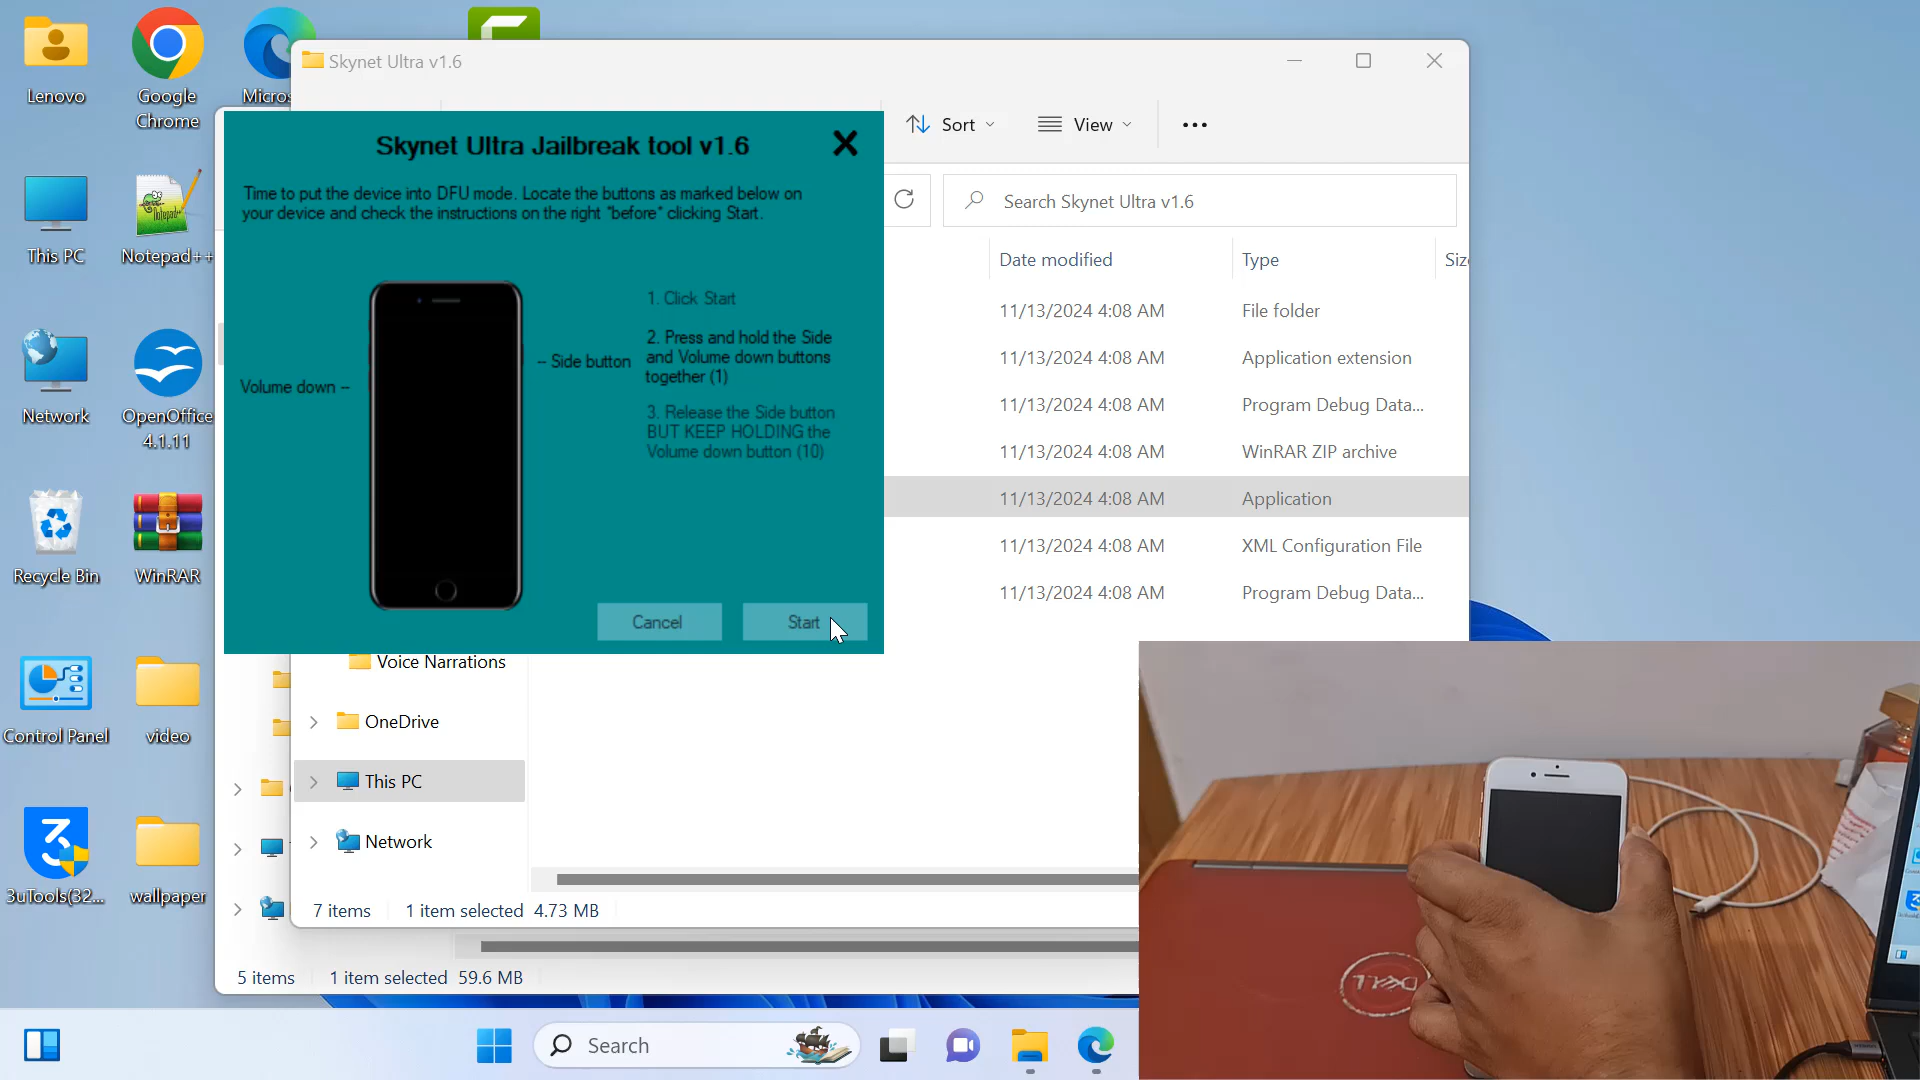 Lenovo
Google
Chrome
Micros
This PC
Notepad++
Network
OpenOffice
4.1.11
Recycle Bin
WinRAR
Control Panel
video
3uTools(32...
wallpaper
Skynet Ultra v1.6
Sort
View
Search Skynet Ultra v1.6
Date modified
Type
Size
11/13/2024 4:08 AM
File folder
11/13/2024 4:08 AM
Application extension
11/13/2024 4:08 AM
Program Debug Data...
11/13/2024 4:08 AM
WinRAR ZIP archive
11/13/2024 4:08 AM
Application
11/13/2024 4:08 AM
XML Configuration File
11/13/2024 4:08 AM
Program Debug Data...
Skynet Ultra Jailbreak tool v1.6
Time to put the device into DFU mode. Locate the buttons as marked below on
your device and check the instructions on the right *before* clicking Start.
Volume down --
-- Side button
1. Click Start
2. Press and hold the Side
and Volume down buttons
together (1)
3. Release the Side button
BUT KEEP HOLDING the
Volume down button (10)
Cancel
Start
Voice Narrations
OneDrive
This PC
Network
7 items
1 item selected 4.73 MB
5 items
1 item selected 59.6 MB
Search